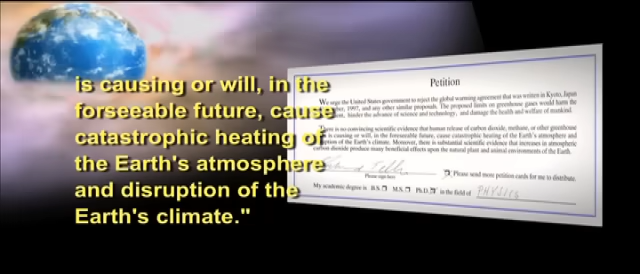 is causing or will, in the
forseeable future, cause
catastrophic heating of
the Earth's atmosphere
and disruption of the
Earth's climate."
Petition
We urge the United States government to reject the global warming agreement that was written in Kyoto, Japan
1997, and any other similar proposals. The proposed limits on greenhouse gases would harm the
hinder the advance of science and technology, and damage the health and welfare of mankind.
There is no convincing scientific evidence that human release of carbon dioxide, methane, or other greenhouse
is causing or will, in the foreseeable future, cause catastrophic heating of the Earth's atmosphere and
disruption of the Earth's climate. Moreover, there is substantial scientific evidence that increases in atmospheric
carbon dioxide produce many beneficial effects upon the natural plant and animal environments of the Earth.
Please sign here
Please send more petition cards for me to distribute.
My academic degree is B.S. M.S. Ph.D. in the field of PHYSICS